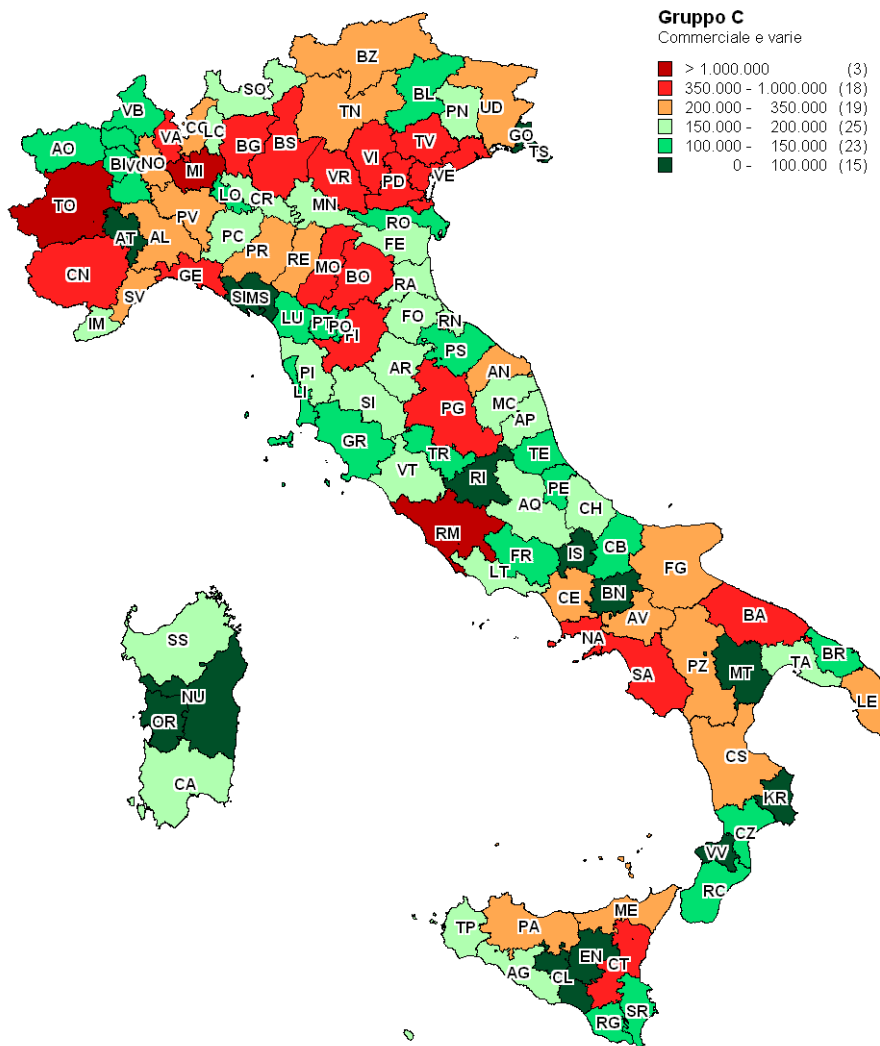 Gruppo C
Commerciale e varie
> 1.000.000 (3)
350.000 - 1.000.000 (18)
200.000 - 350.000 (19)
150.000 - 200.000 (25)
100.000 - 150.000 (23)
0 - 100.000 (15)
BZ
SO
BL
TN
PN
UD
VB
VA
CO
LC
GO
TS
AO
BI
VC
NO
MI
BG
BS
VI
TV
VR
PD
VE
TO
LO
CR
MN
AT
PV
AL
PC
PR
RE
MO
RO
FE
CN
SV
GE
BO
RA
IM
SI
MS
LU
PT
PO
FI
FO
RN
PS
PI
LI
AR
AN
SI
PG
MC
AP
GR
TR
TE
VT
RI
PE
AQ
CH
RM
FR
IS
CB
LT
FG
CE
BN
AV
BA
NA
SA
PZ
MT
TA
BR
LE
SS
NU
OR
CA
CS
KR
CZ
VV
RC
ME
TP
PA
EN
CT
AG
CL
RG
SR